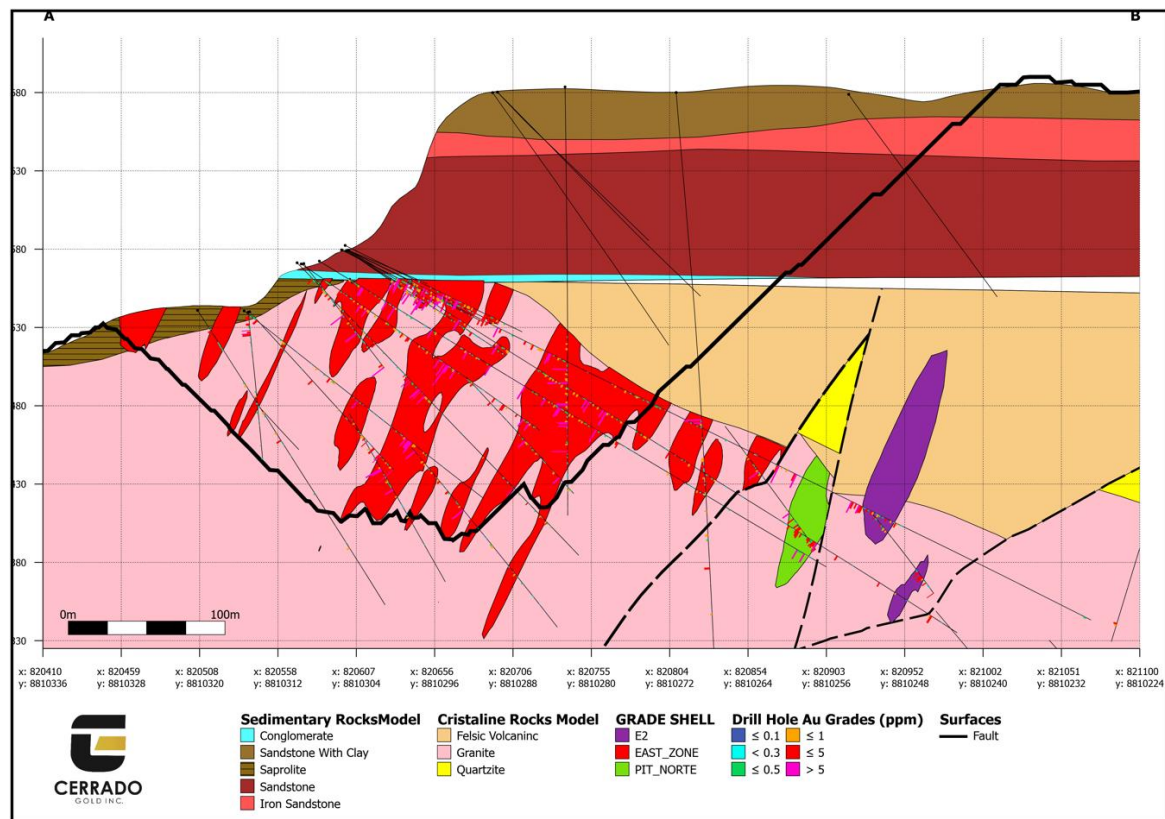 A
B
680
630
580
530
480
430
380
330
0m 100m
x: 820410 x: 820459 x: 820508 x: 820558 x: 820607 x: 820656 x: 820706 x: 820755 x: 820804 x: 820854 x: 820903 x: 820952 x: 821002 x: 821051 x: 821100
y: 8810336 y: 8810328 y: 8810320 y: 8810312 y: 8810304 y: 8810296 y: 8810288 y: 8810280 y: 8810272 y: 8810264 y: 8810256 y: 8810248 y: 8810240 y: 8810232 y: 8810224
CERRADO
GOLD INC.
Sedimentary RocksModel
Conglomerate
Sandstone With Clay
Saprolite
Sandstone
Iron Sandstone
Cristaline Rocks Model
Felsic Volcaninc
Granite
Quartzite
GRADE SHELL
E2
EAST_ZONE
PIT_NORTE
Drill Hole Au Grades (ppm)
≤ 0.1 ≤ 1
< 0.3 ≤ 5
≤ 0.5 > 5
Surfaces
Fault